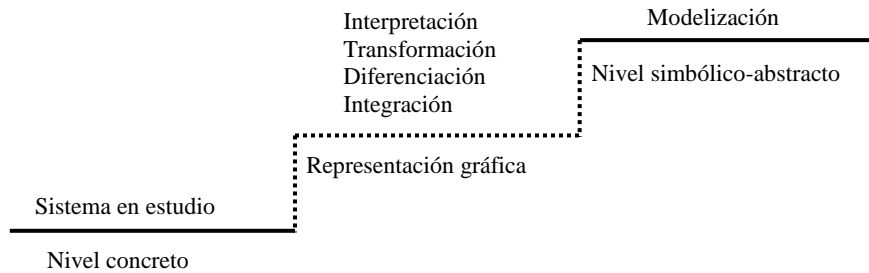 Interpretación
Transformación
Diferenciación
Integración
Modelización
Nivel simbólico-abstracto
Representación gráfica
Sistema en estudio
Nivel concreto